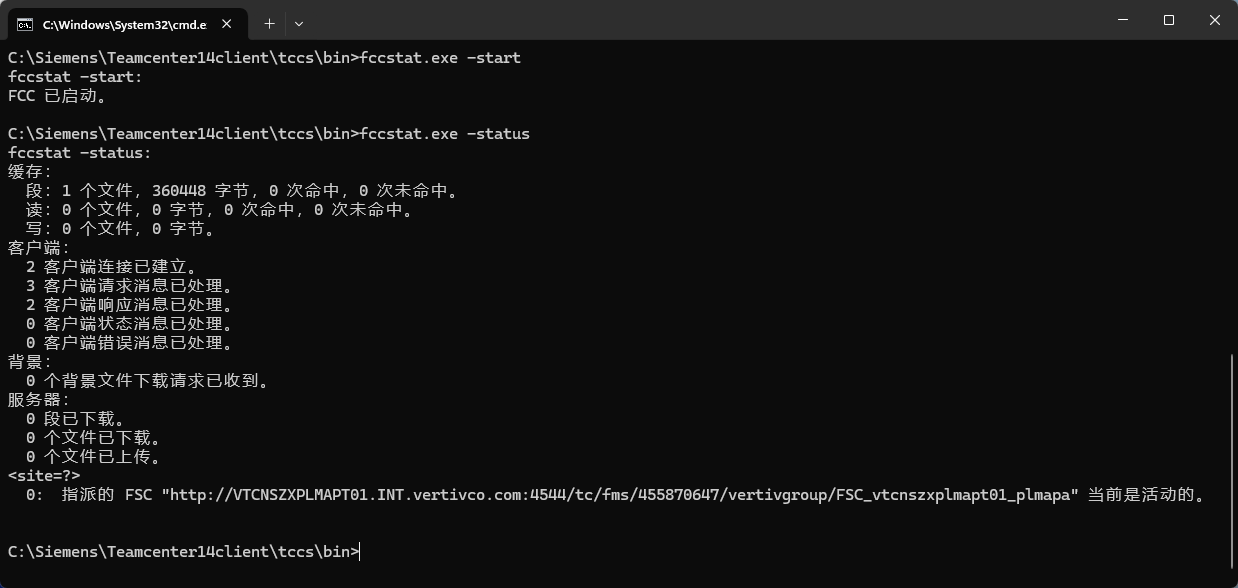 C:\Windows\System32\cmd.e
C:\Siemens\Teamcenter14client\tccs\bin>fccstat.exe -start
fccstat -start:
FCC 已启动。
C:\Siemens\Teamcenter14client\tccs\bin>fccstat.exe -status
fccstat -status:
缓存:
段: 1 个文件, 360448 字节, 0 次命中, 0 次未命中。
读: 0 个文件, 0 字节, 0 次命中, 0 次未命中。
写: 0 个文件, 0 字节。
客户端:
2 客户端连接已建立。
3 客户端请求消息已处理。
2 客户端响应消息已处理。
0 客户端状态消息已处理。
0 客户端错误消息已处理。
背景:
0 个背景文件下载请求已收到。
服务器:
0 段已下载。
0 个文件已下载。
0 个文件已上传。
<site=?>
0: 指派的 FSC "http://VTCNSZXPLMAPT01.INT.vertivco.com:4544/tc/fms/455870647/vertivgroup/FSC_vtcnszxplmapt01_plmapa" 当前是活动的。
C:\Siemens\Teamcenter14client\tccs\bin>